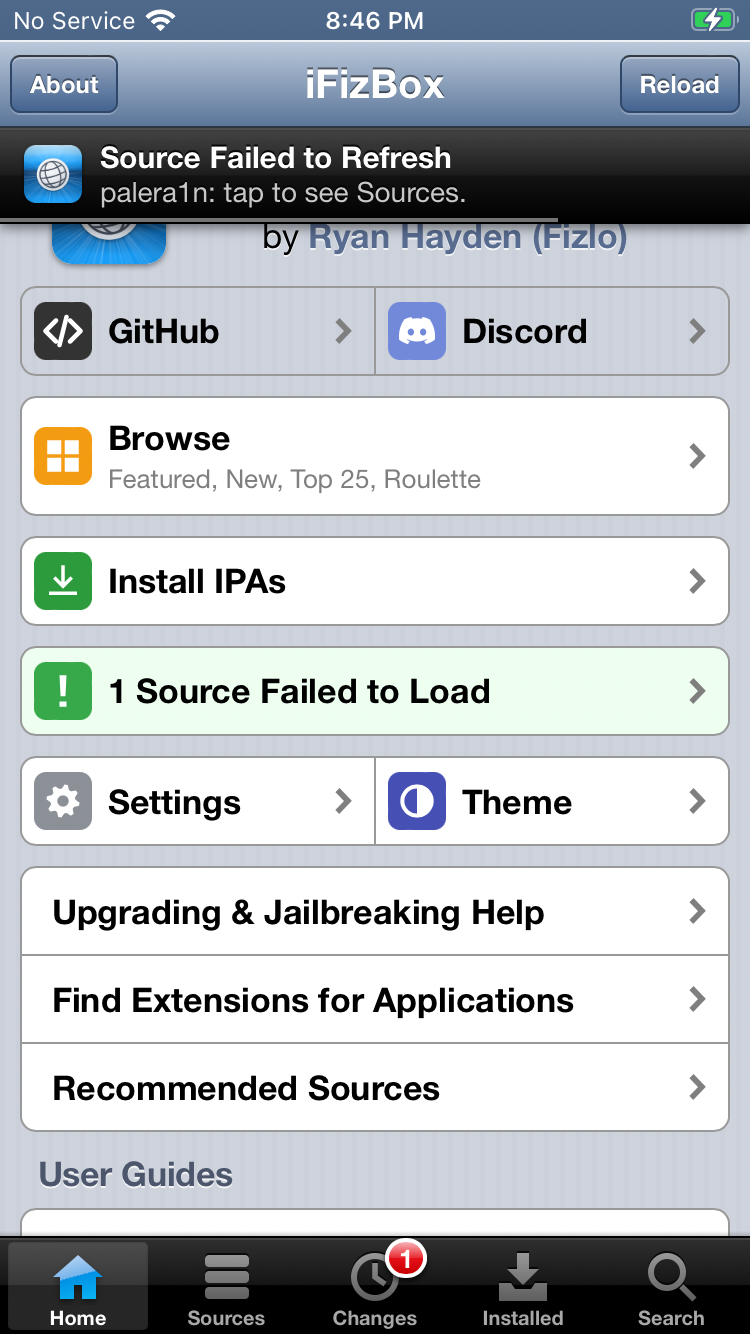 No Service 8:46 PM
About iFizBox Reload
Source Failed to Refresh
palera1n: tap to see Sources.
by Ryan Hayden (Fizlo)
GitHub Discord
Browse
Featured, New, Top 25, Roulette
Install IPAs
! 1 Source Failed to Load
Settings Theme
Upgrading & Jailbreaking Help
Find Extensions for Applications
Recommended Sources
User Guides
1
Home Sources Changes Installed Search